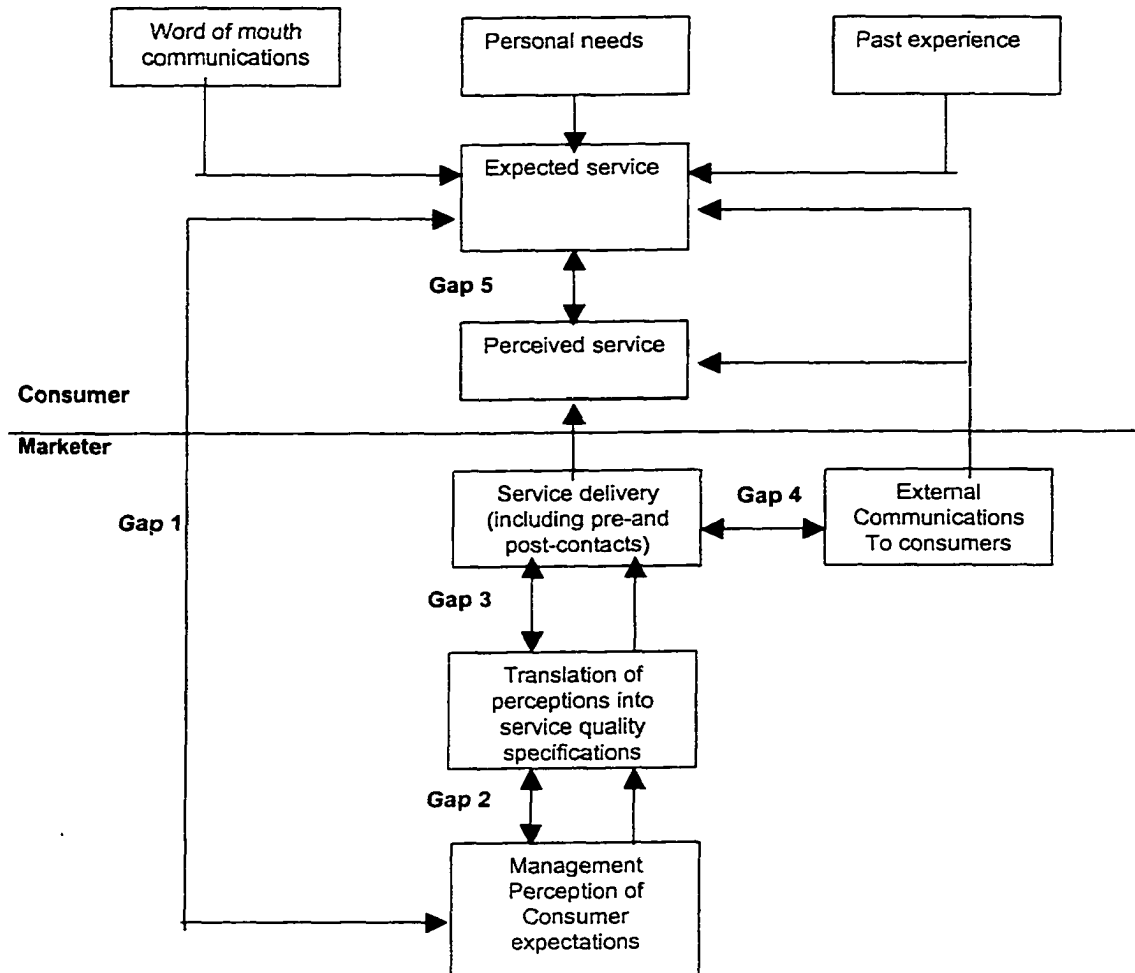 Word of mouth
communications
Personal needs
Past experience
Expected service
Gap 5
Perceived service
Consumer
Marketer
Gap 1
Service delivery
(including pre-and
post-contacts)
Gap 4
External
Communications
To consumers
Gap 3
Translation of
perceptions into
service quality
specifications
Gap 2
Management
Perception of
Consumer
expectations